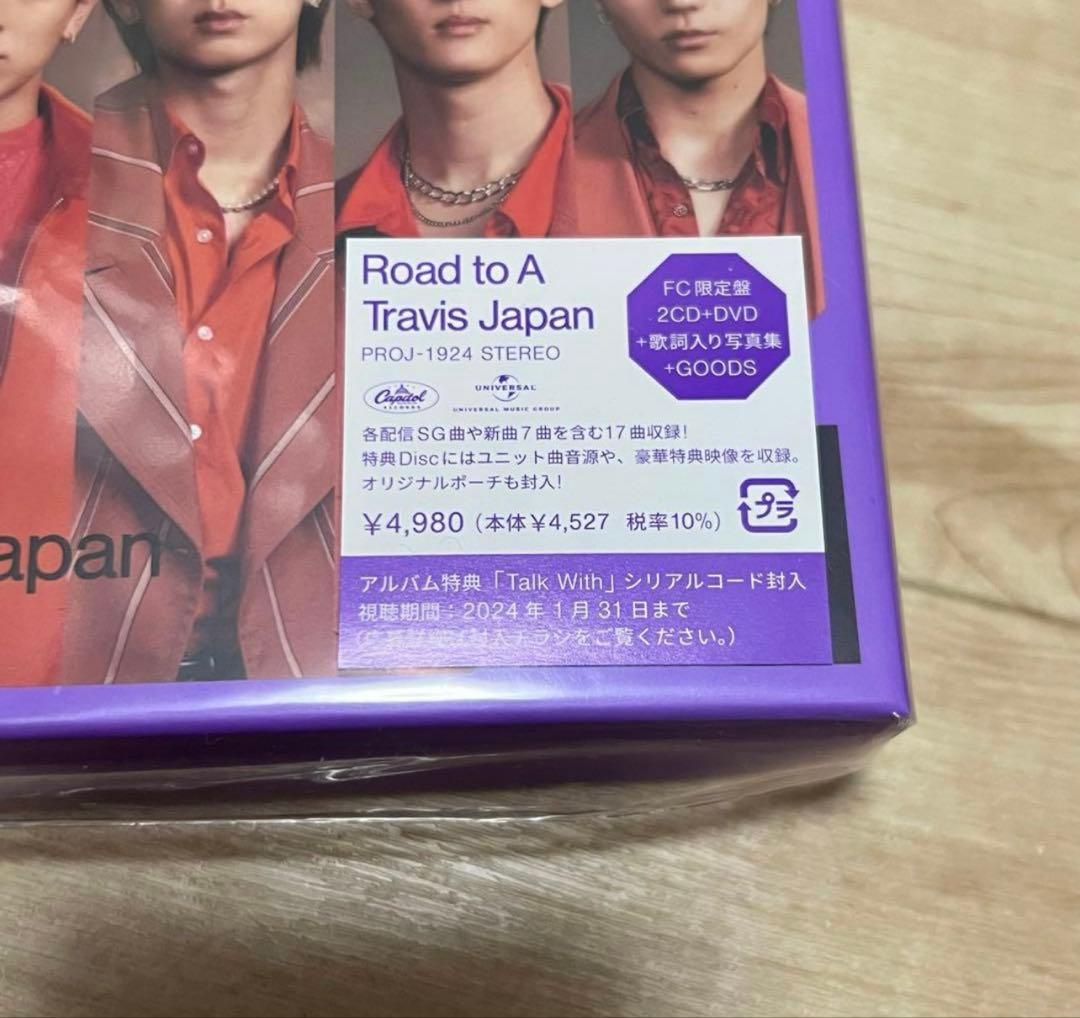 Road to A
Travis Japan
PROJ-1924 STEREO
Capitol
RECORDS
UNIVERSAL
UNIVERSAL MUSIC GROUP
FC限定盤
2CD+DVD
+歌詞入り写真集
+GOODS
各配信SG曲や新曲7曲を含む17曲収録!
特典Discにはユニット曲音源や、豪華特典映像を収録。
オリジナルポーチも封入!
¥4,980(本体¥4,527 税率10%)
プラ
apan
アルバム特典「Talk With」シリアルコード封入
視聴期間:2024年1月31日まで
封入チラシをご覧ください。)